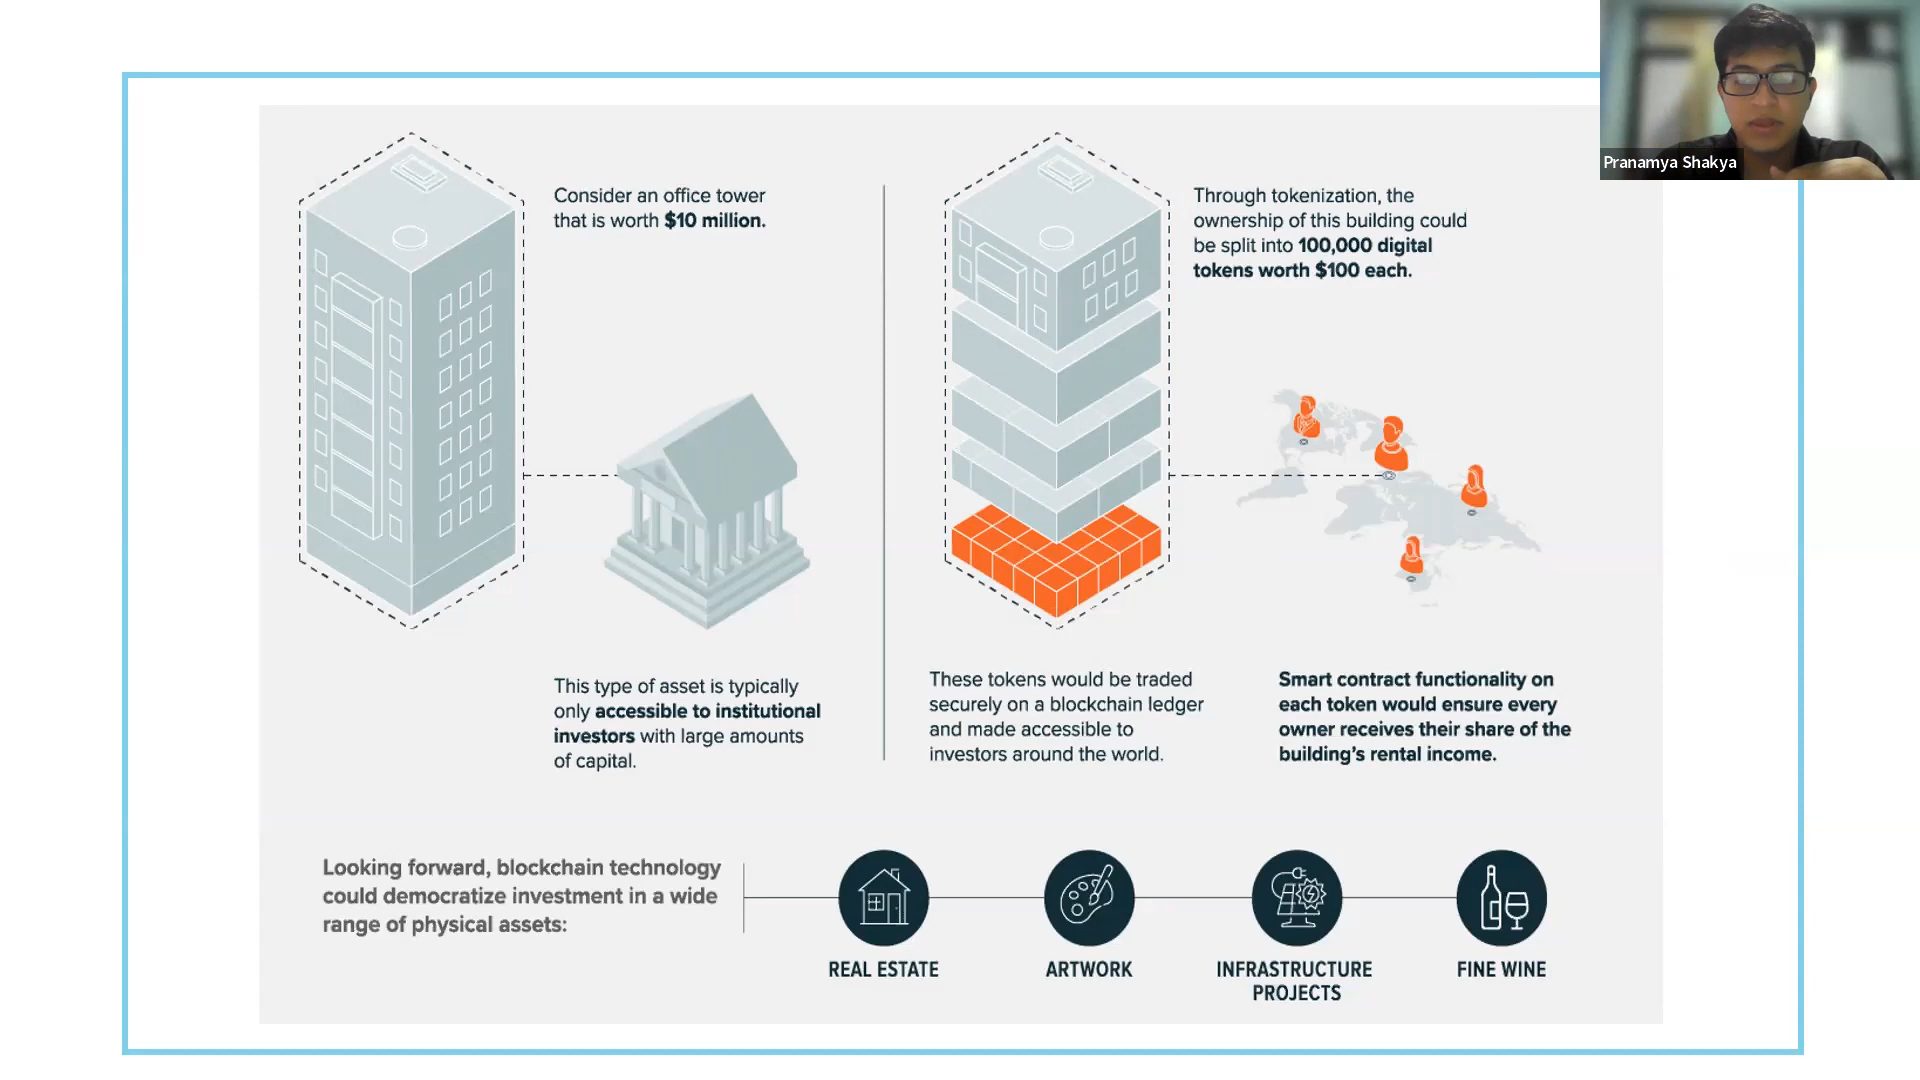 Pranamya Shakya
Consider an office tower
that is worth $10 million.
This type of asset is typically
only accessible to institutional
investors with large amounts
of capital.
Through tokenization, the
ownership of this building could
be split into 100,000 digital
tokens worth $100 each.
These tokens would be traded
securely on a blockchain ledger
and made accessible to
investors around the world.
Smart contract functionality on
each token would ensure every
owner receives their share of the
building's rental income.
Looking forward, blockchain technology
could democratize investment in a wide
range of physical assets:
REAL ESTATE
ARTWORK
INFRASTRUCTURE
PROJECTS
FINE WINE